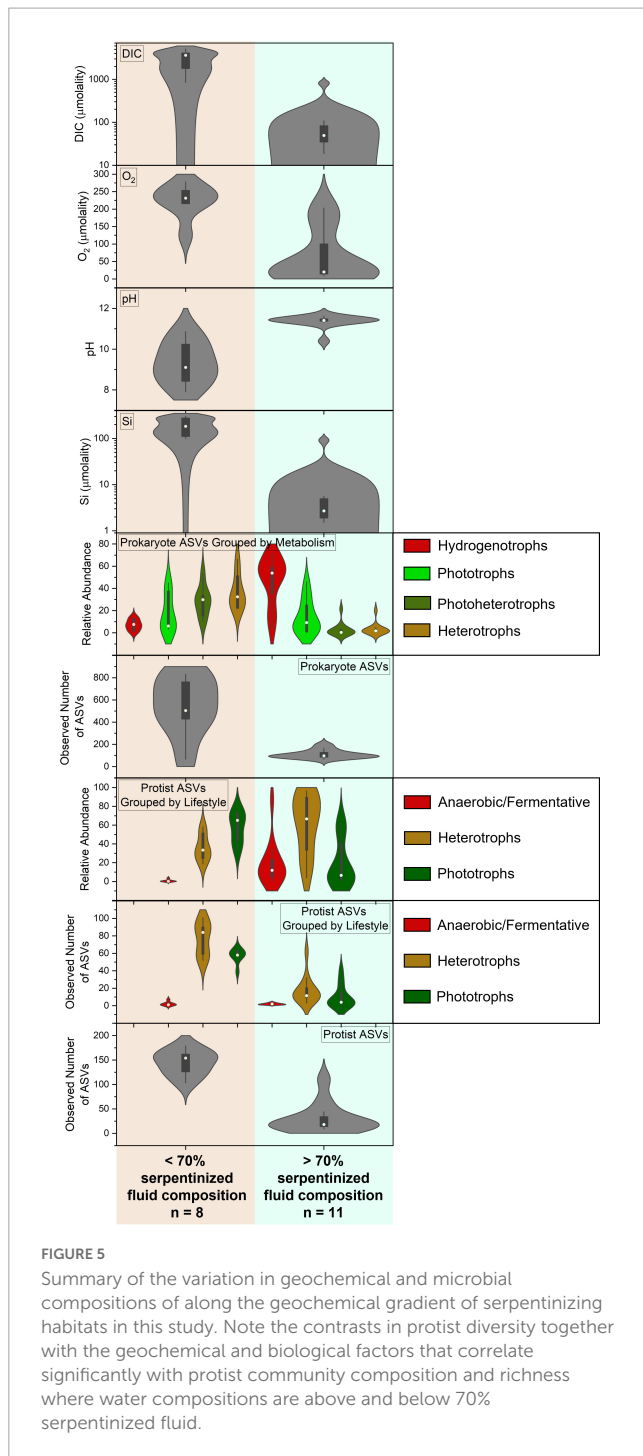 DIC
DIC (μmolality)
1000
100
10
O2
O2 (μmolality)
300
250
200
150
100
50
0
pH
pH
12
10
8
Si
Si (μmolality)
100
10
1
Prokaryote ASVs Grouped by Metabolism
Relative Abundance
80
60
40
20
0
Hydrogenotrophs
Phototrophs
Photoheterotrophs
Heterotrophs
Prokaryote ASVs
Observed Number
of ASVs
800
600
400
200
0
Protist ASVs
Grouped by Lifestyle
Relative Abundance
100
80
60
40
20
0
Anaerobic/Fermentative
Heterotrophs
Phototrophs
Protist ASVs
Grouped by Lifestyle
Observed Number
of ASVs
100
80
60
40
20
0
Anaerobic/Fermentative
Heterotrophs
Phototrophs
Protist ASVs
Observed Number
of ASVs
200
150
100
50
0
< 70%
serpentinized
fluid composition
n = 8
> 70%
serpentinized
fluid composition
n = 11
FIGURE 5
Summary of the variation in geochemical and microbial
compositions of along the geochemical gradient of serpentinizing
habitats in this study. Note the contrasts in protist diversity together
with the geochemical and biological factors that correlate
significantly with protist community composition and richness
where water compositions are above and below 70%
serpentinized fluid.